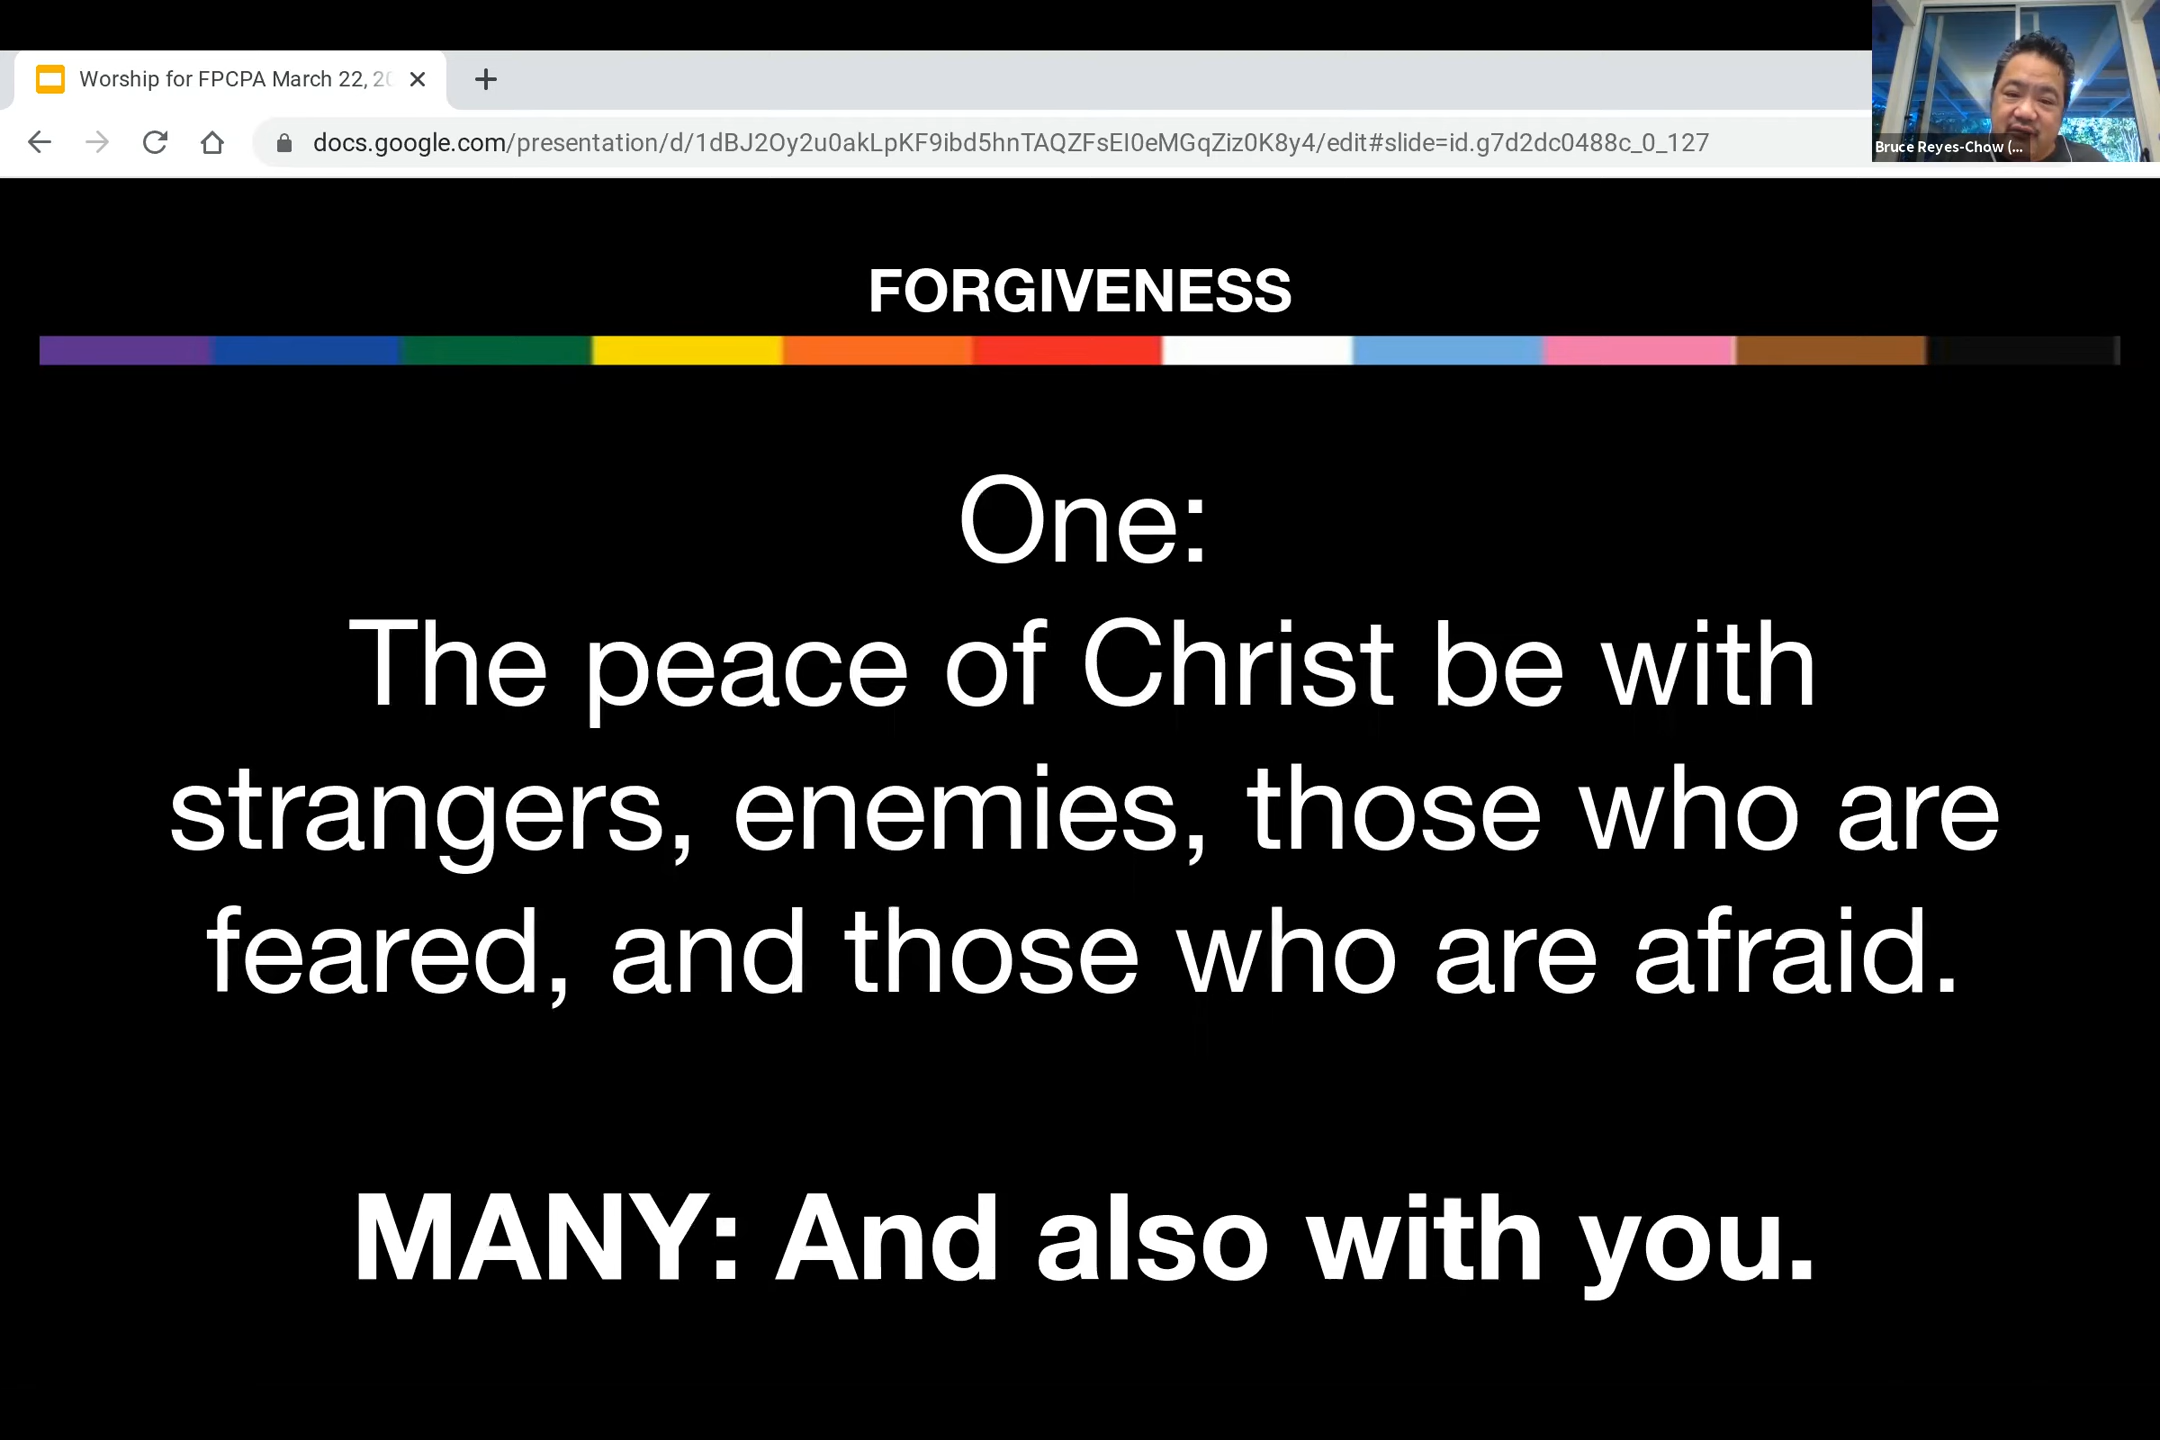 Worship for FPCPA March 22, 20
docs.google.com/presentation/d/1dBJ2Oy2u0akLpKF9ibd5hnTAQZFsEI0eMGqZiz0K8y4/edit#slide=id.g7d2dc0488c_0_127
Bruce Reyes-Chow (...
FORGIVENESS
One:
The peace of Christ be with
strangers, enemies, those who are
feared, and those who are afraid.
MANY: And also with you.